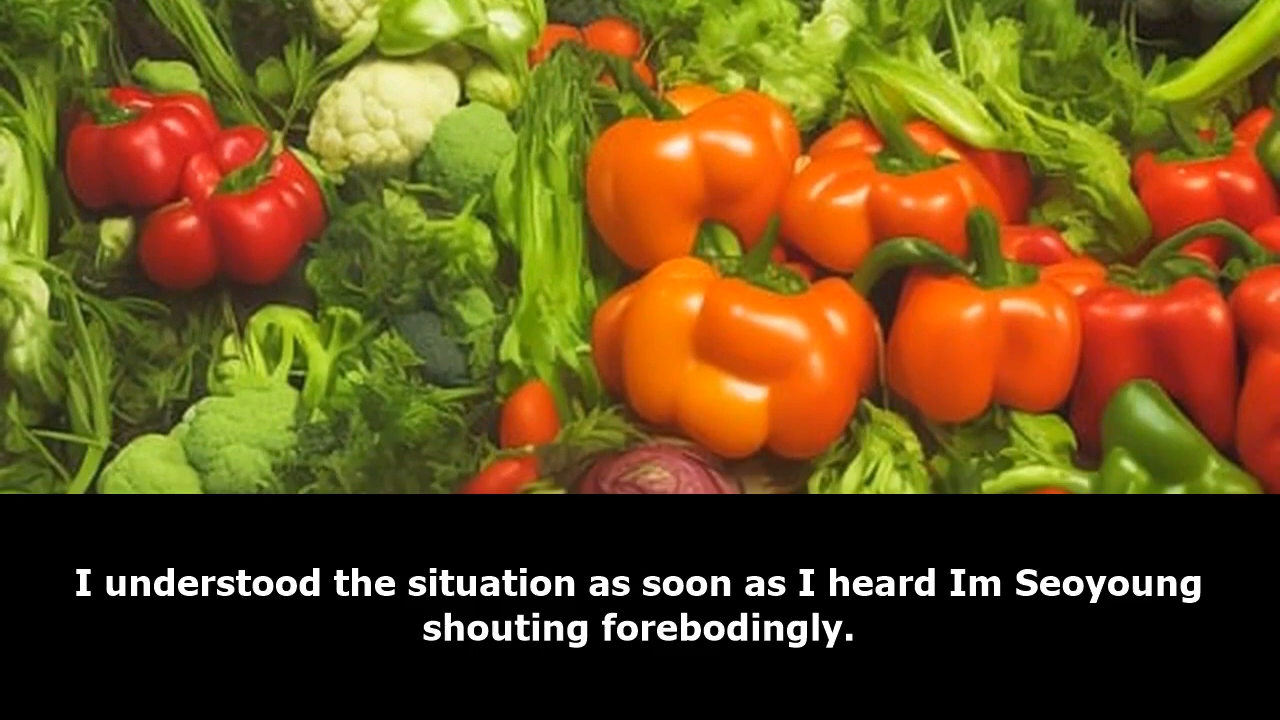 I understood the situation as soon as I heard Im Seoyoung
shouting forebodingly.